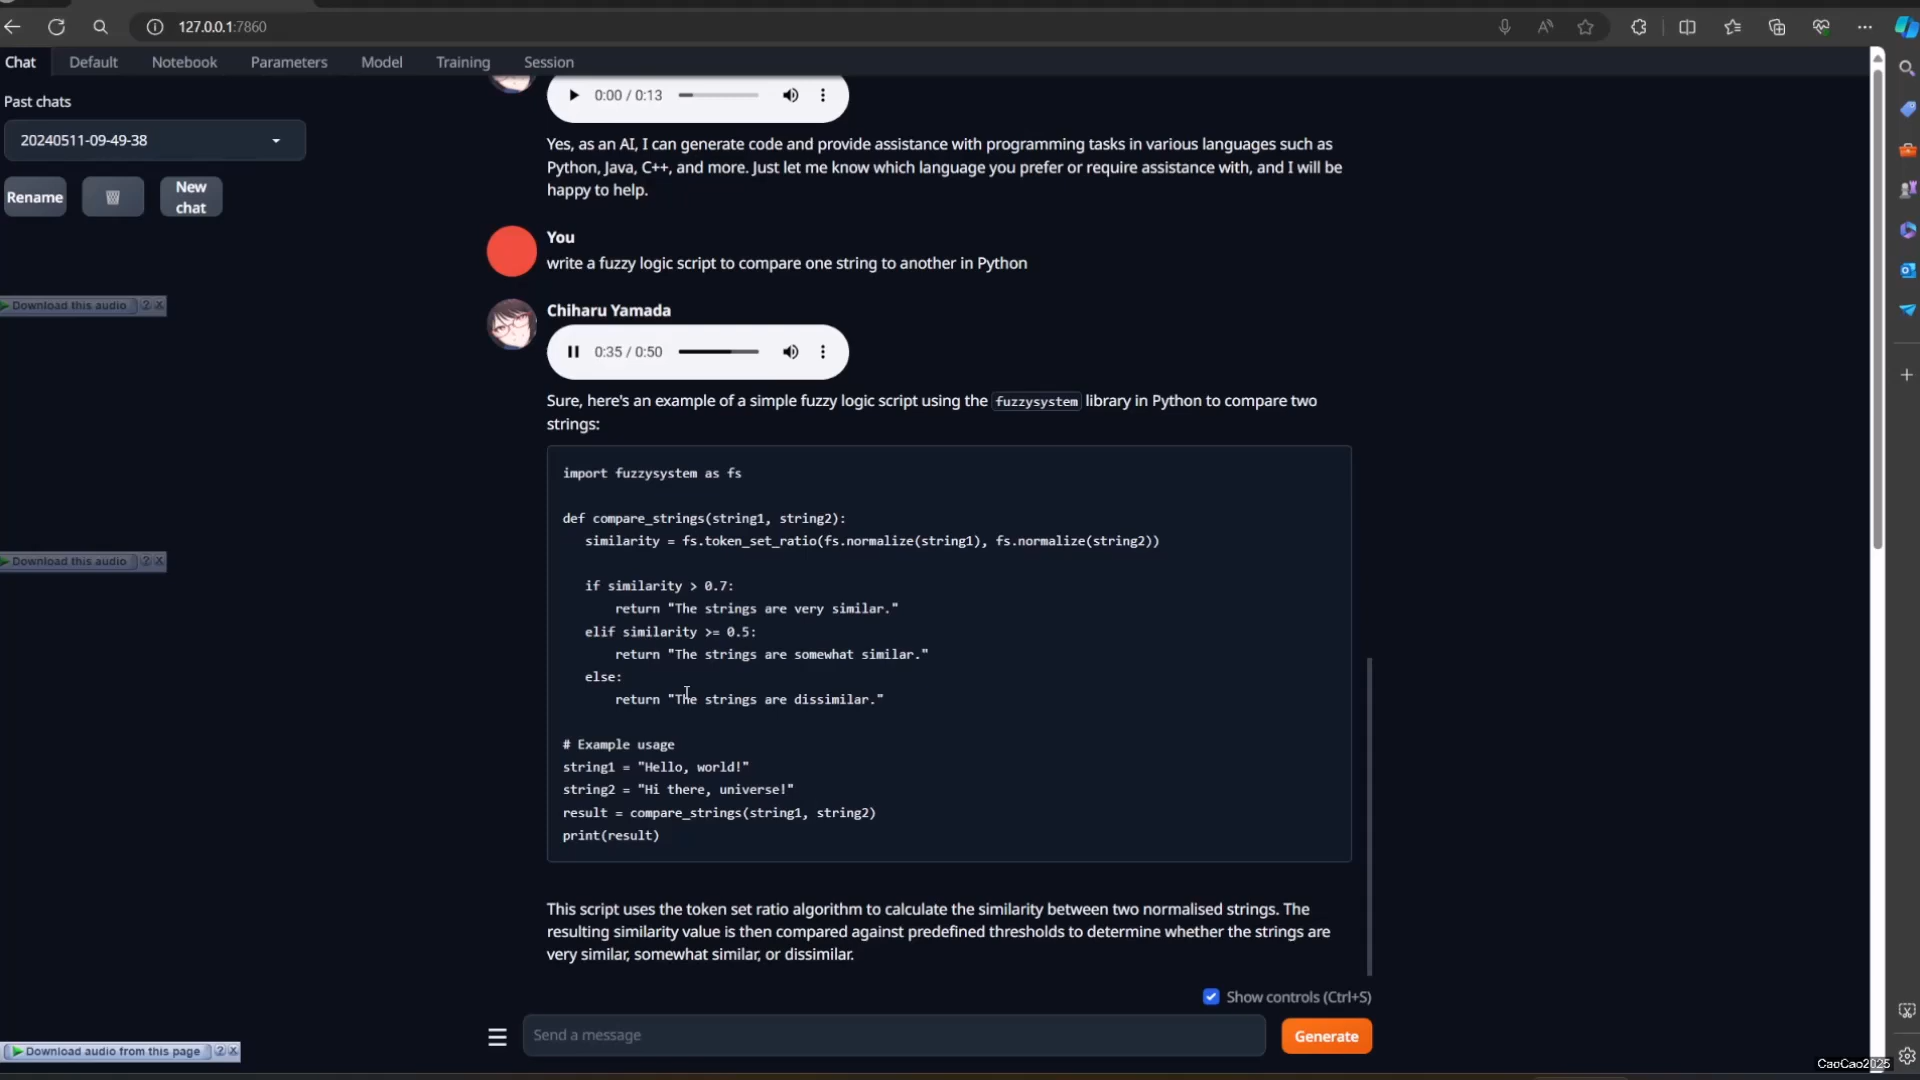 127.0.0.1:7860
Chat
Default
Notebook
Parameters
Model
Training
Session
Past chats
20240511-09-49-38
Rename
New
chat
Download this audio
Download this audio
Download audio from this page
0:00 / 0:13
Yes, as an AI, I can generate code and provide assistance with programming tasks in various languages such as
Python, Java, C++, and more. Just let me know which language you prefer or require assistance with, and I will be
happy to help.
You
write a fuzzy logic script to compare one string to another in Python
Chiharu Yamada
0:35 / 0:50
Sure, here's an example of a simple fuzzy logic script using the fuzzysystem library in Python to compare two
strings:
import fuzzysystem as fs
def compare_strings(string1, string2):
similarity = fs.token_set_ratio(fs.normalize(string1), fs.normalize(string2))
if similarity > 0.7:
return "The strings are very similar."
elif similarity >= 0.5:
return "The strings are somewhat similar."
else:
return "The strings are dissimilar."
# Example usage
string1 = "Hello, world!"
string2 = "Hi there, universe!"
result = compare_strings(string1, string2)
print(result)
This script uses the token set ratio algorithm to calculate the similarity between two normalised strings. The
resulting similarity value is then compared against predefined thresholds to determine whether the strings are
very similar, somewhat similar, or dissimilar.
Show controls (Ctrl+S)
Send a message
Generate
CaoCao2025